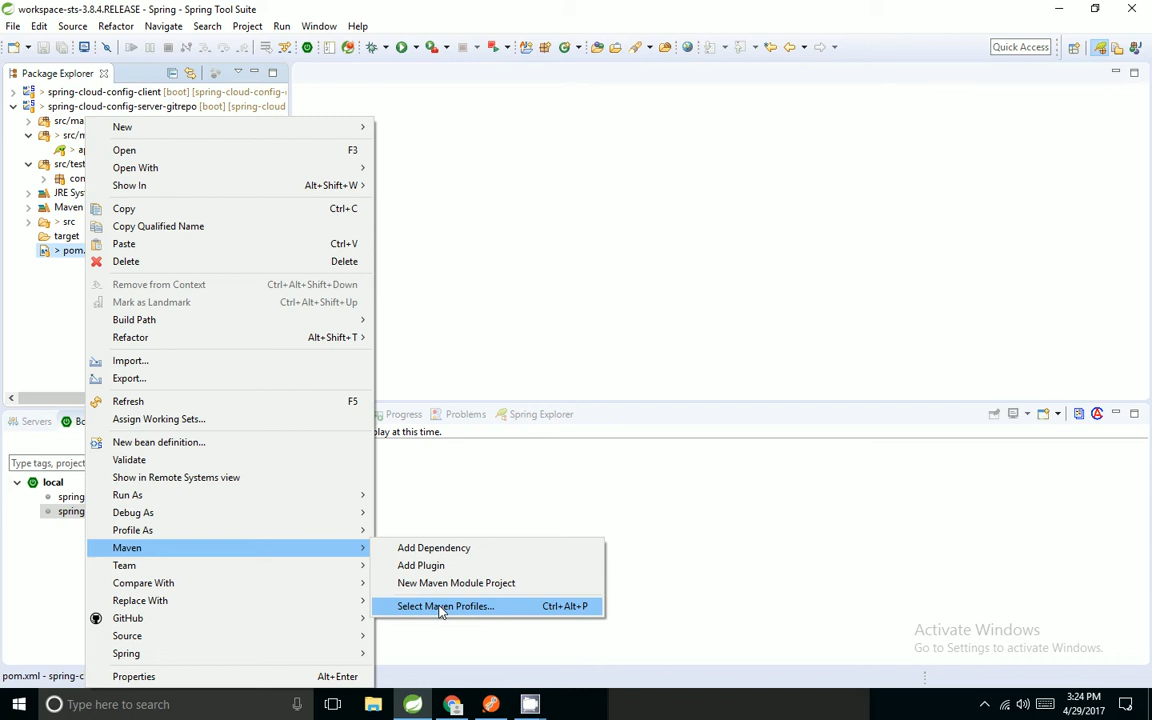 workspace-sts-3.8.4.RELEASE - Spring - Spring Tool Suite
File Edit Source Refactor Navigate Search Project Run Window Help
Quick Access
Package Explorer
> spring-cloud-config-client [boot] [spring-cloud-config-
> spring-cloud-config-server-gitrepo [boot] [spring-cloud
src/ma
> src/m
src/test
con
JRE Sys
Maven
> src
target
> pom.
New
Open F3
Open With
Show In Alt+Shift+W
Copy Ctrl+C
Copy Qualified Name
Paste Ctrl+V
Delete Delete
Remove from Context Ctrl+Alt+Shift+Down
Mark as Landmark Ctrl+Alt+Shift+Up
Build Path
Refactor Alt+Shift+T
Import...
Export...
Refresh F5
Assign Working Sets...
New bean definition...
Validate
Show in Remote Systems view
Run As
Debug As
Profile As
Maven
Team
Compare With
Replace With
GitHub
Source
Spring
Properties Alt+Enter
Add Dependency
Add Plugin
New Maven Module Project
Select Maven Profiles... Ctrl+Alt+P
Servers Bo
Progress Problems Spring Explorer
play at this time.
Type tags, project
local
spring
spring
Activate Windows
Go to Settings to activate Windows.
pom.xml - spring-c
Type here to search
3:24 PM
4/29/2017